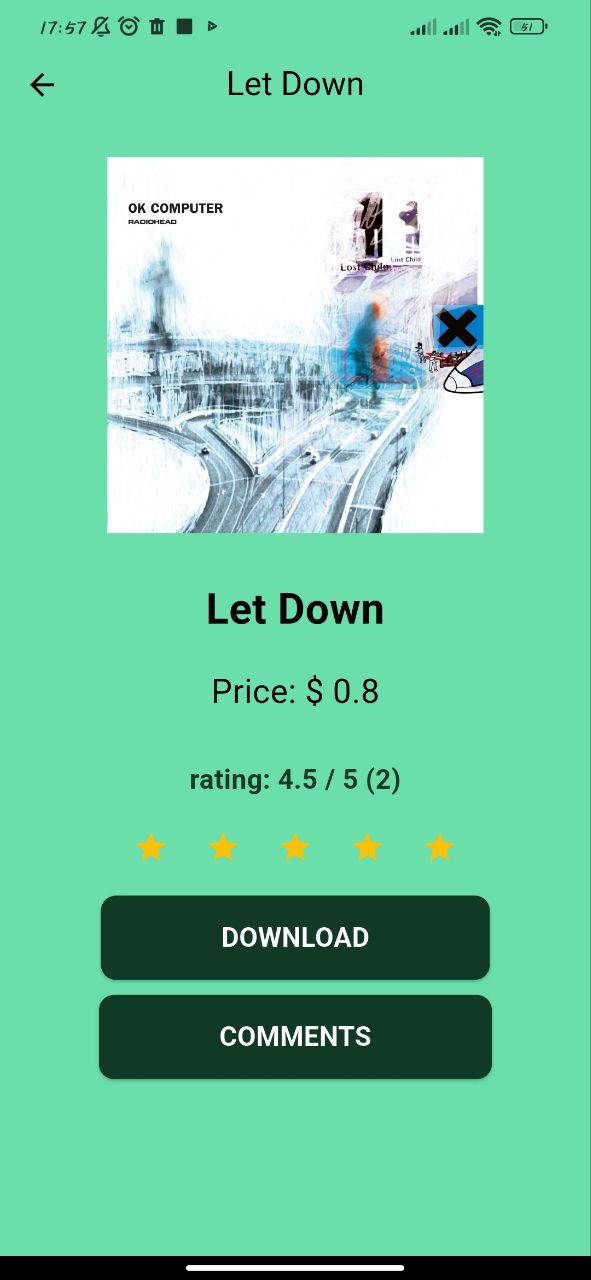 17:57
51
Let Down
OK COMPUTER
RADIOHEAD
Lost Child
Lost Child
Let Down
Price: $ 0.8
rating: 4.5 / 5 (2)
DOWNLOAD
COMMENTS